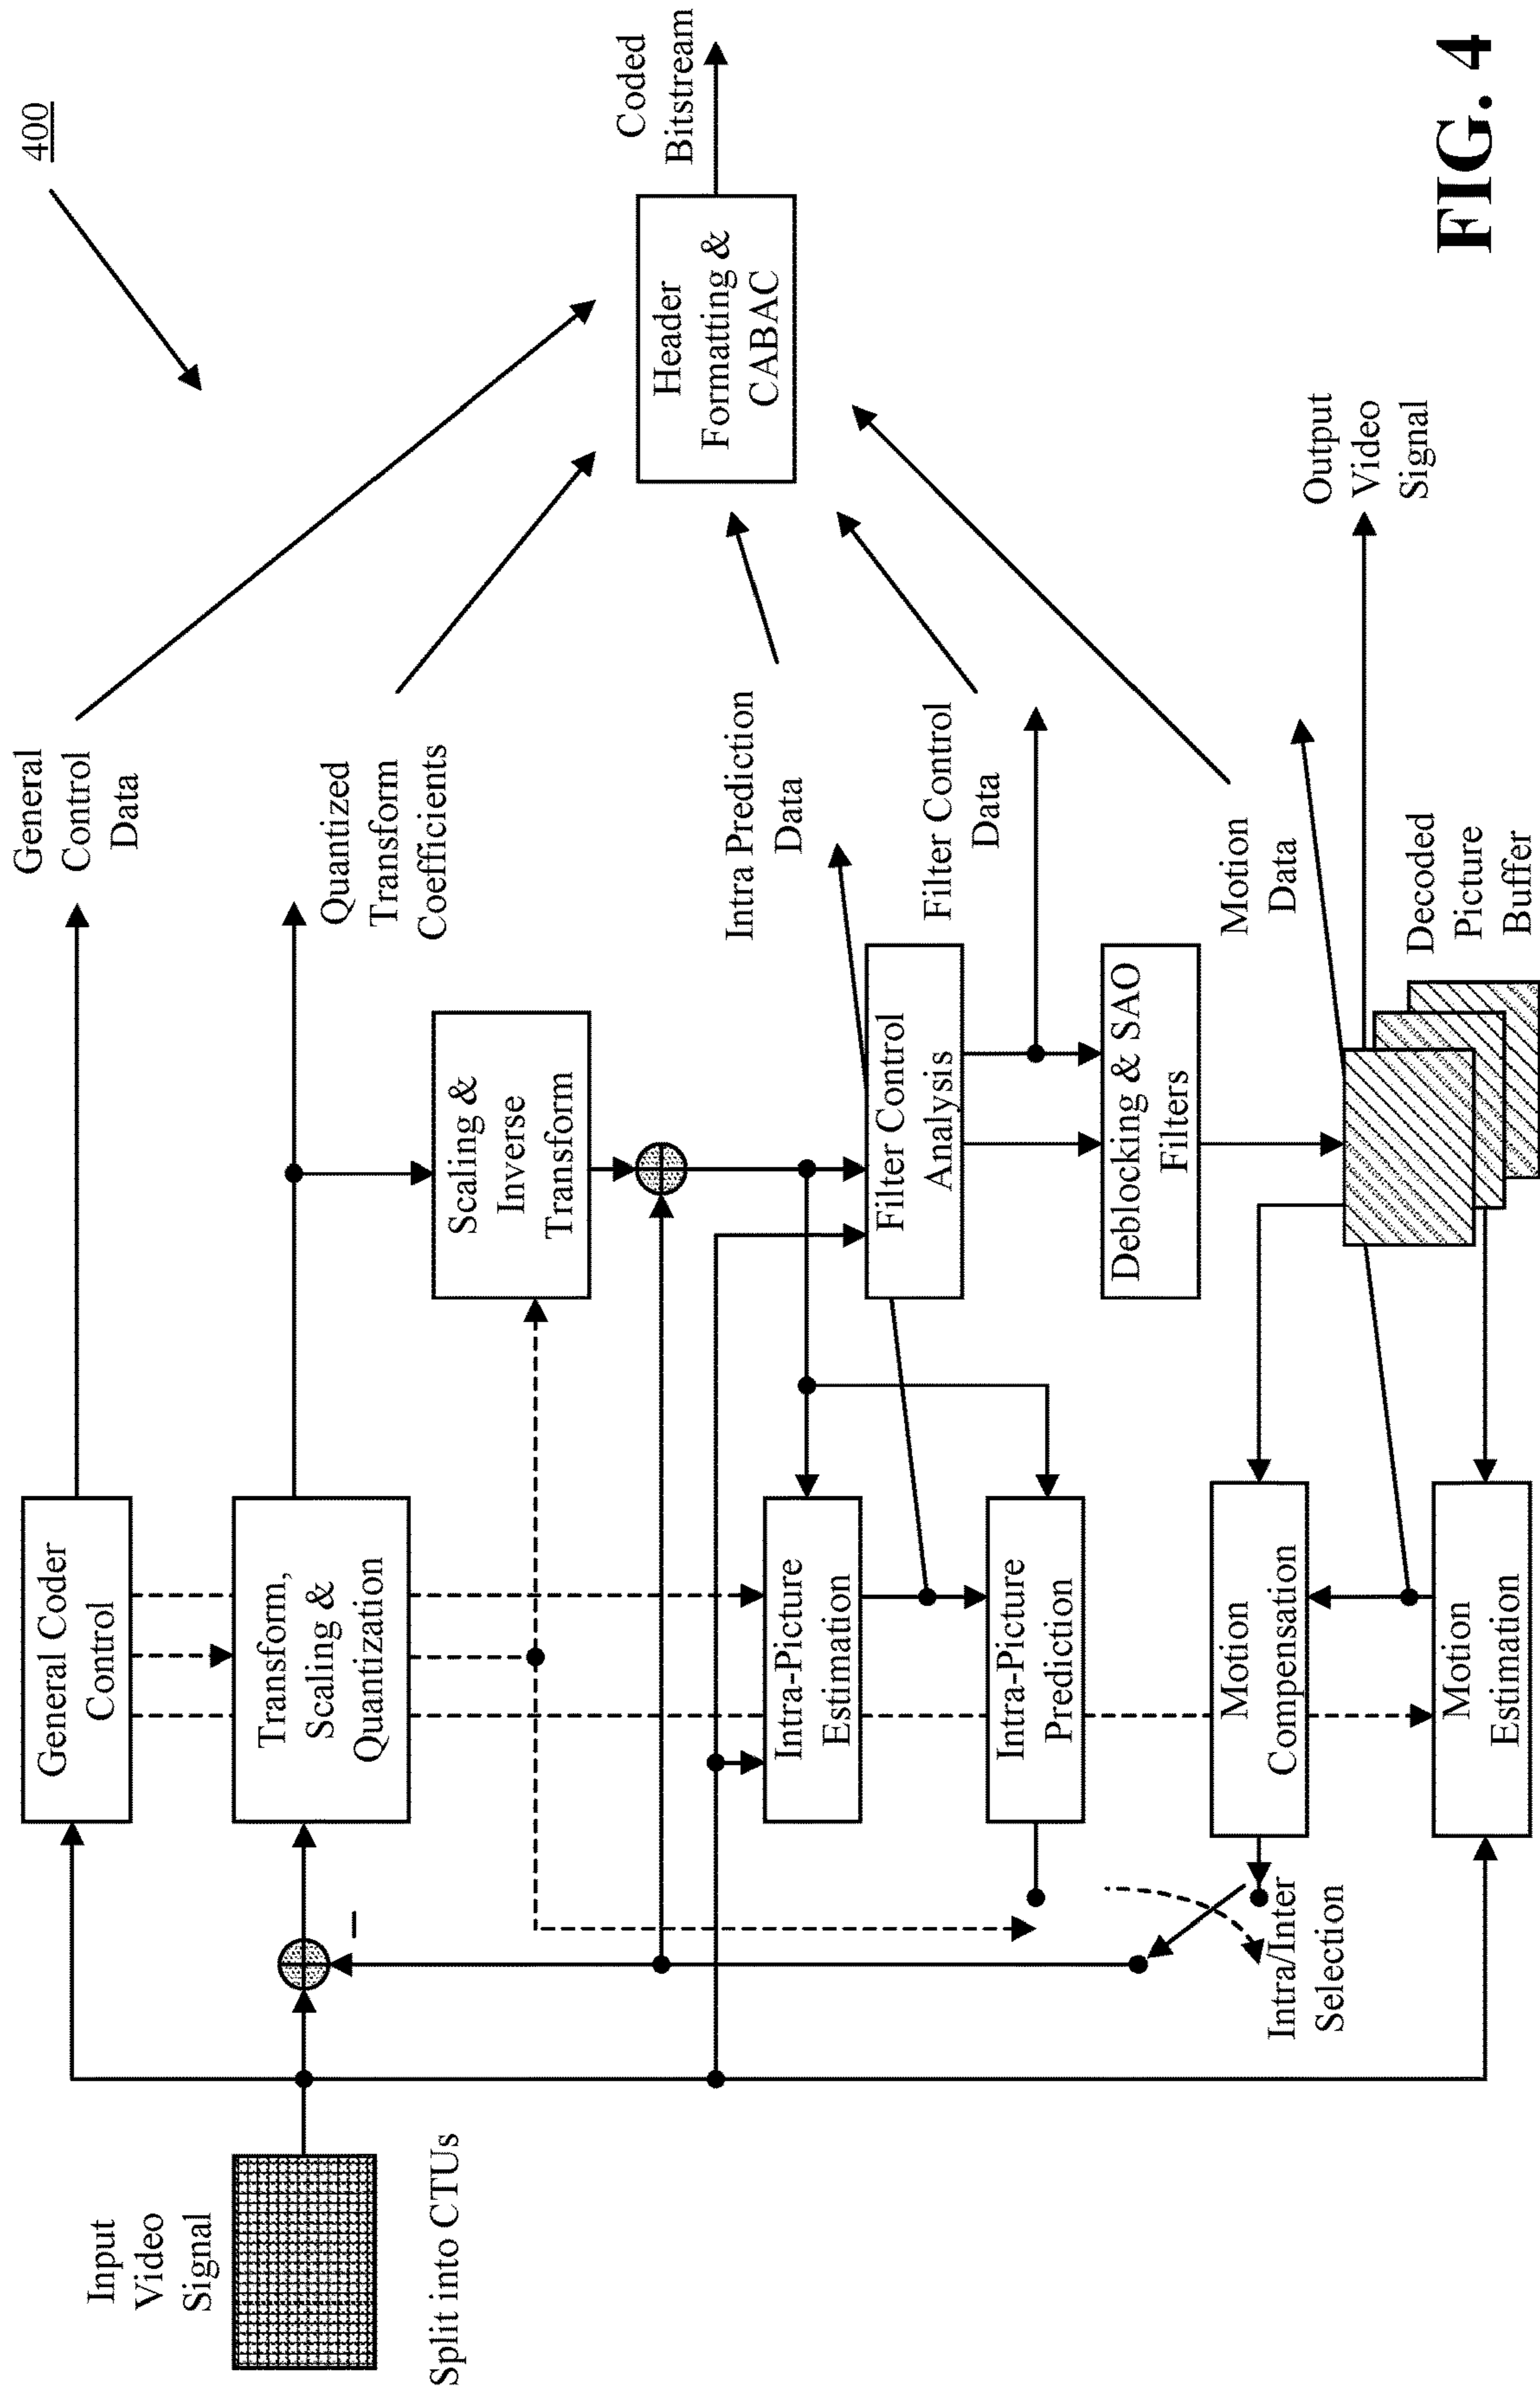 400
Input
Video
Signal
Split into CTUs
General Coder
Control
General
Control
Data
Transform,
Scaling &
Quantization
Quantized
Transform
Coefficients
Scaling &
Inverse
Transform
Header
Formatting &
CABAC
Coded
Bitstream
Intra-Picture
Estimation
Intra Prediction
Data
Filter Control
Analysis
Filter Control
Data
Intra-Picture
Prediction
Deblocking & SAO
Filters
Intra/Inter
Selection
Motion
Compensation
Motion
Data
Output
Video
Signal
Motion
Estimation
Decoded
Picture
Buffer
FIG. 4